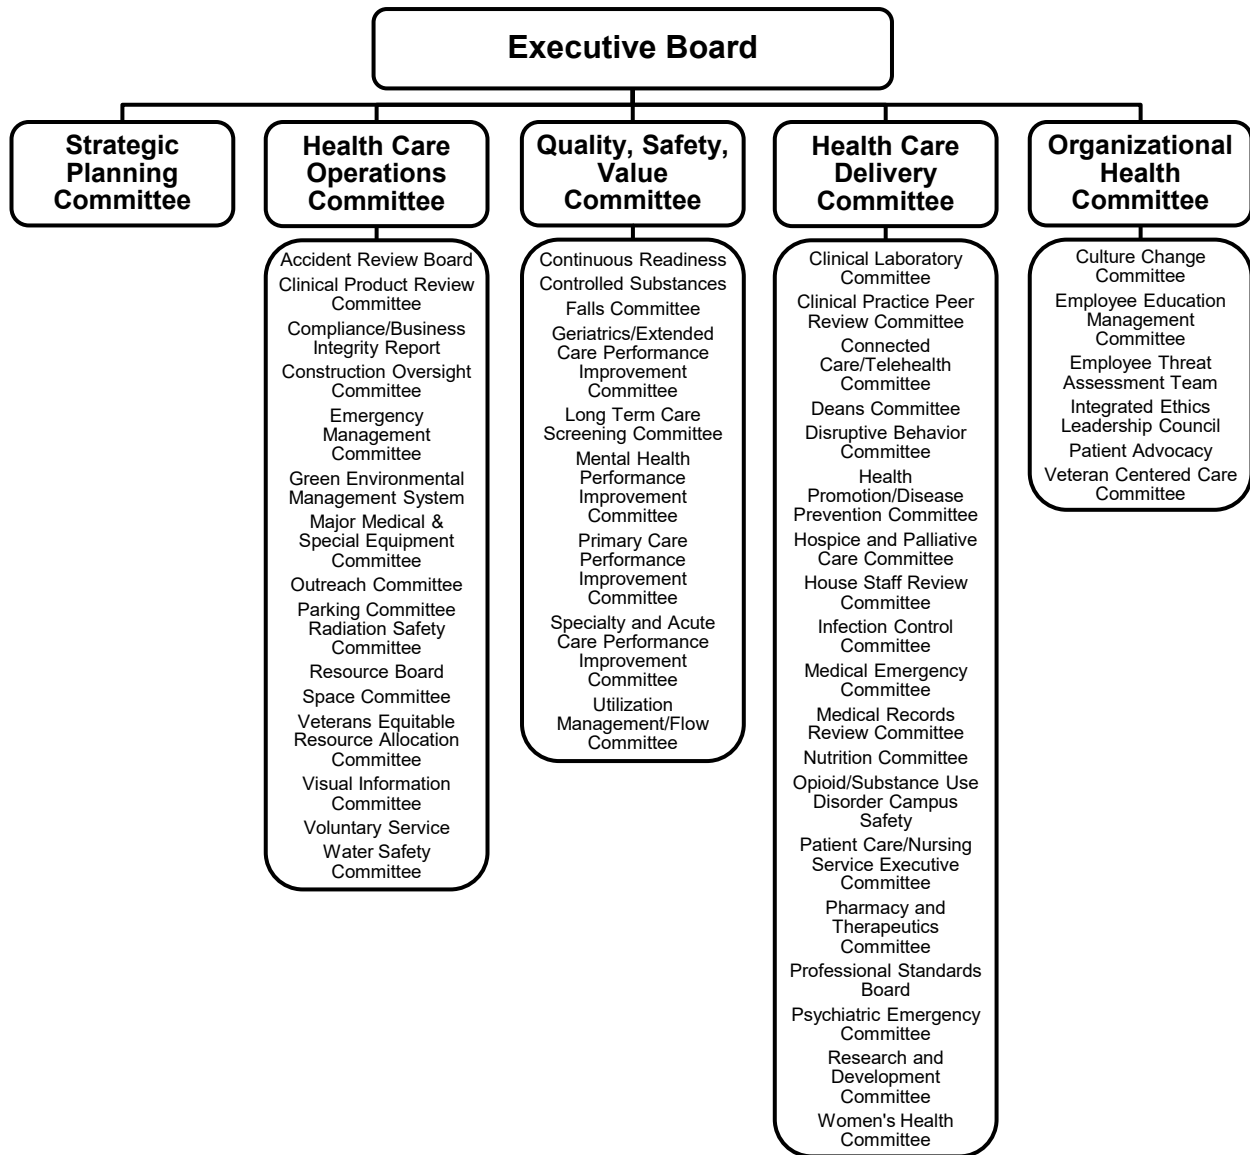 Executive Board
Strategic
Planning
Committee
Health Care
Operations
Committee
Quality, Safety,
Value
Committee
Health Care
Delivery
Committee
Organizational
Health
Committee
Accident Review Board
Clinical Product Review
Committee
Compliance/Business
Integrity Report
Construction Oversight
Committee
Emergency
Management
Committee
Green Environmental
Management System
Major Medical &
Special Equipment
Committee
Outreach Committee
Parking Committee
Radiation Safety
Committee
Resource Board
Space Committee
Veterans Equitable
Resource Allocation
Committee
Visual Information
Committee
Voluntary Service
Water Safety
Committee
Continuous Readiness
Controlled Substances
Falls Committee
Geriatrics/Extended
Care Performance
Improvement
Committee
Long Term Care
Screening Committee
Mental Health
Performance
Improvement
Committee
Primary Care
Performance
Improvement
Committee
Specialty and Acute
Care Performance
Improvement
Committee
Utilization
Management/Flow
Committee
Clinical Laboratory
Committee
Clinical Practice Peer
Review Committee
Connected
Care/Telehealth
Committee
Deans Committee
Disruptive Behavior
Committee
Health
Promotion/Disease
Prevention Committee
Hospice and Palliative
Care Committee
House Staff Review
Committee
Infection Control
Committee
Medical Emergency
Committee
Medical Records
Review Committee
Nutrition Committee
Opioid/Substance Use
Disorder Campus
Safety
Patient Care/Nursing
Service Executive
Committee
Pharmacy and
Therapeutics
Committee
Professional Standards
Board
Psychiatric Emergency
Committee
Research and
Development
Committee
Women's Health
Committee
Culture Change
Committee
Employee Education
Management
Committee
Employee Threat
Assessment Team
Integrated Ethics
Leadership Council
Patient Advocacy
Veteran Centered Care
Committee